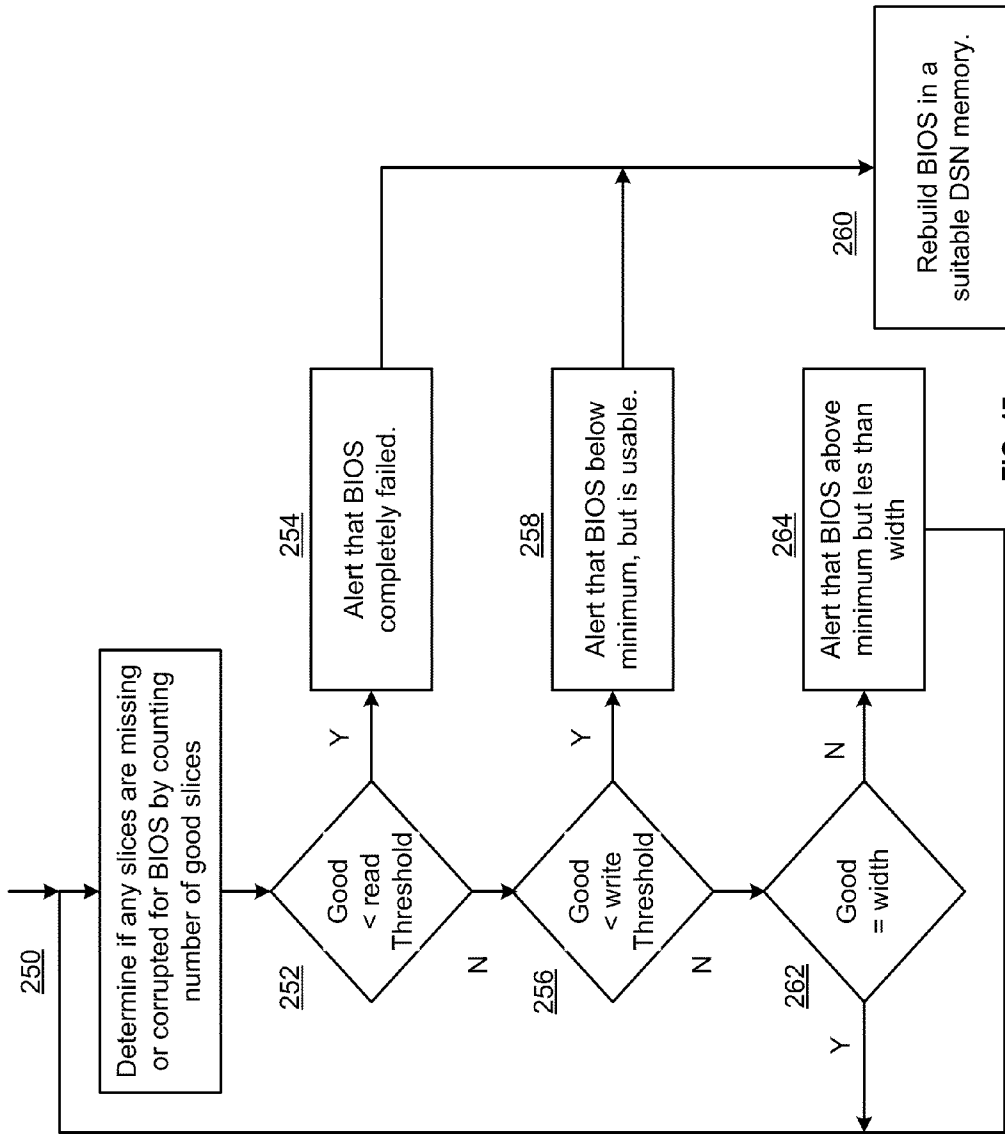 250
Determine if any slices are missing
or corrupted for BIOS by counting
number of good slices
252
Good
< read
Threshold
Y
N
254
Alert that BIOS
completely failed.
256
Good
< write
Threshold
Y
N
258
Alert that BIOS below
minimum, but is usable.
260
Rebuild BIOS in a
suitable DSN memory.
262
Good
= width
Y
N
264
Alert that BIOS above
minimum but les than
width